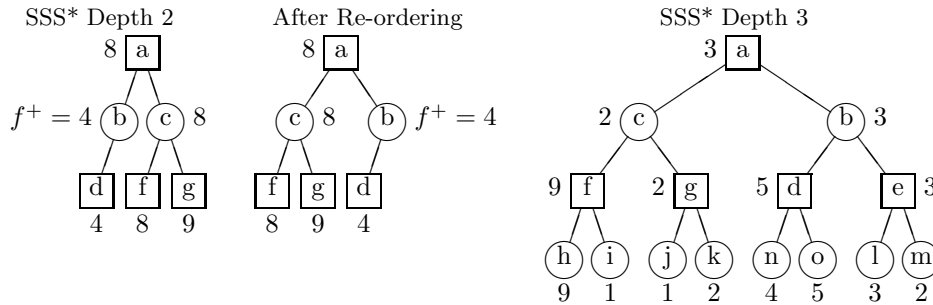 SSS* Depth 2 After Re-ordering SSS* Depth 3
8 a 8 a 3 a
f⁺ = 4 b c 8 c 8 b f⁺ = 4 2 c b 3
d f g f g d 9 f 2 g 5 d e 3
4 8 9 8 9 4
h i j k n o l m
9 1 1 2 4 5 3 2